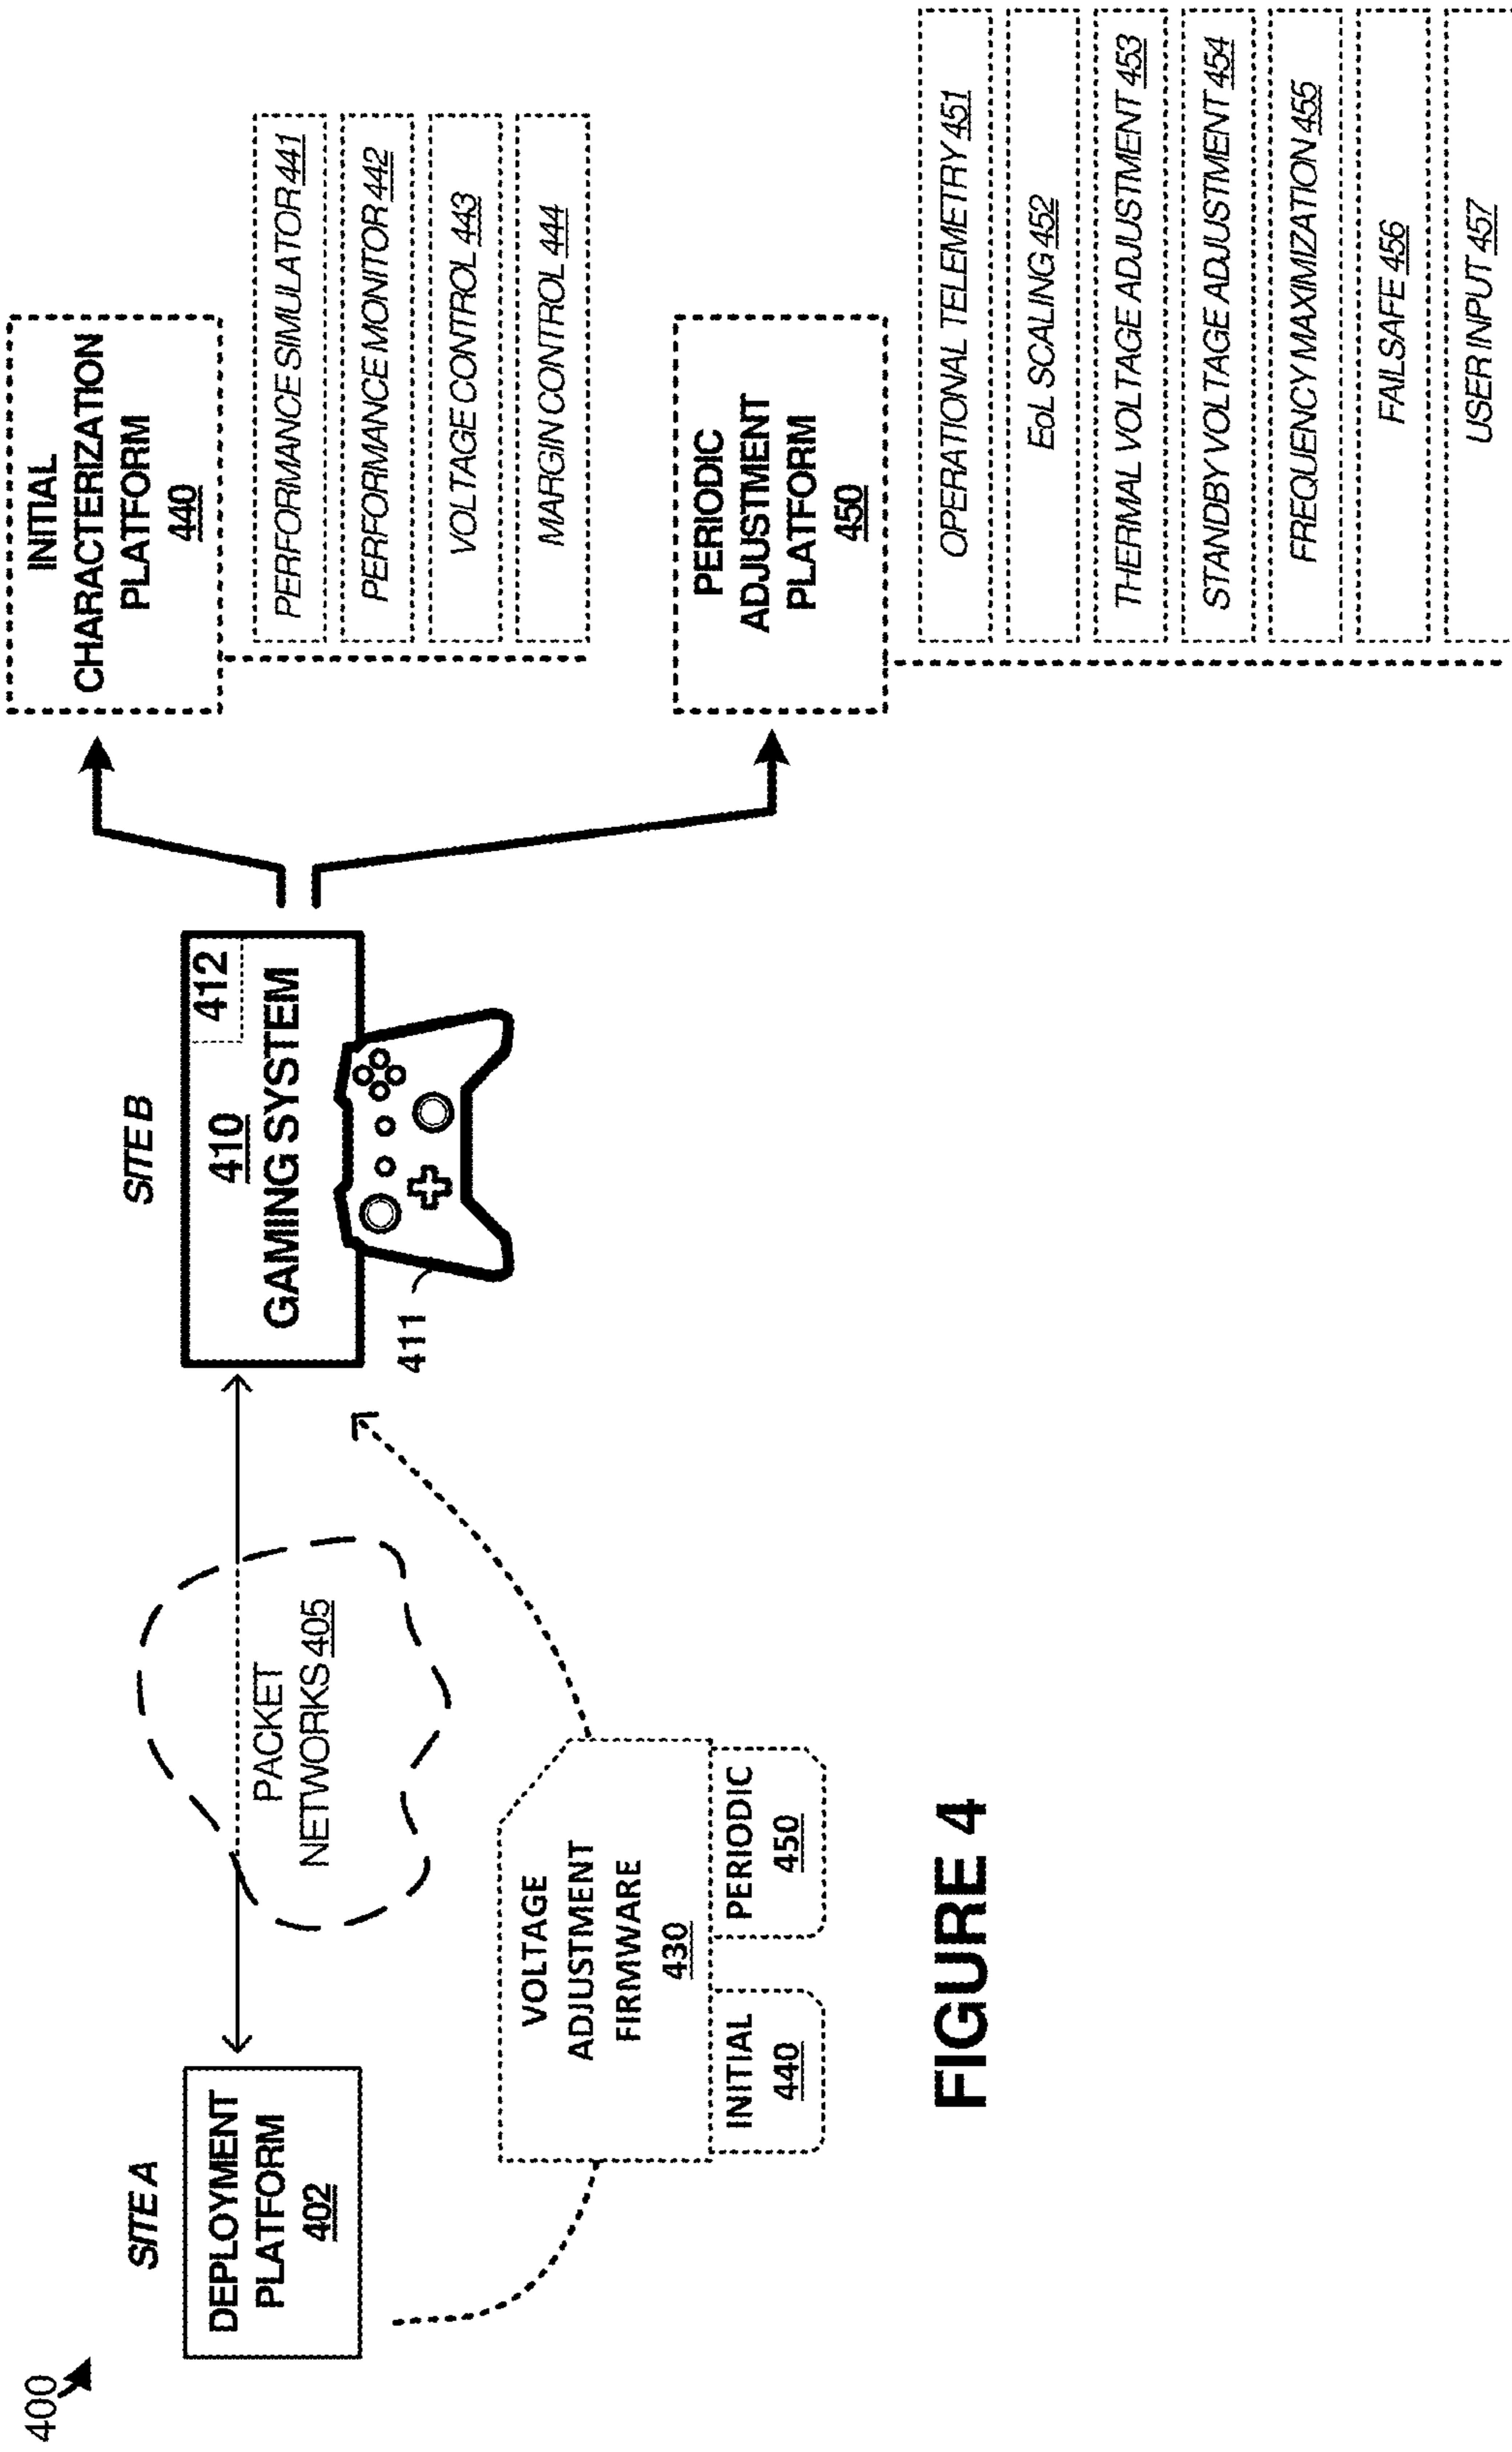 400
SITE A
DEPLOYMENT
PLATFORM
402
PACKET
NETWORKS 405
VOLTAGE
ADJUSTMENT
FIRMWARE
430
INITIAL
440
PERIODIC
450
SITE B
410
412
GAMING SYSTEM
411
INITIAL
CHARACTERIZATION
PLATFORM
440
PERFORMANCE SIMULATOR 441
PERFORMANCE MONITOR 442
VOLTAGE CONTROL 443
MARGIN CONTROL 444
PERIODIC
ADJUSTMENT
PLATFORM
450
OPERATIONAL TELEMETRY 451
EoL SCALING 452
THERMAL VOLTAGE ADJUSTMENT 453
STANDBY VOLTAGE ADJUSTMENT 454
FREQUENCY MAXIMIZATION 455
FAILSAFE 456
USER INPUT 457
FIGURE 4